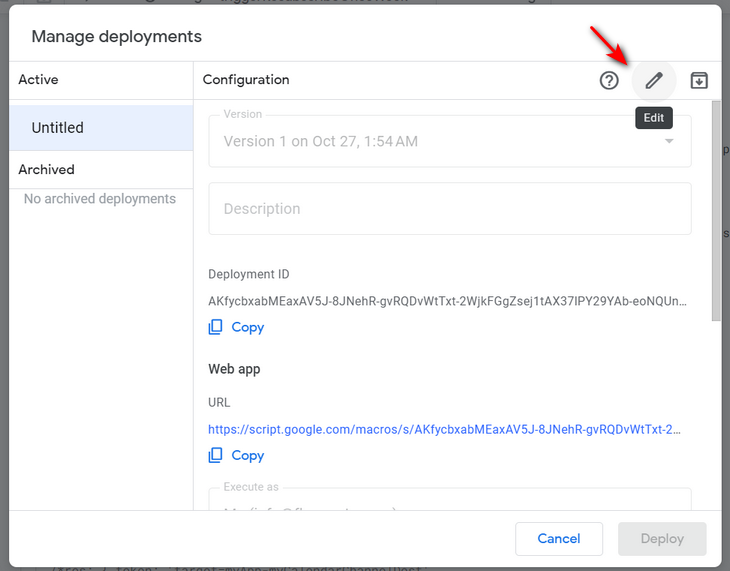 Manage deployments
Active
Configuration
Edit
Untitled
Archived
No archived deployments
Version
Version 1 on Oct 27, 1:54 AM
Description
Deployment ID
AKfycbxabMEaxAV5J-8JNehR-gvRQDvWtTxt-2WjkFGgZsej1tAX37IPY29YAb-eoNQUn...
Copy
Web app
URL
https://script.google.com/macros/s/AKfycbxabMEaxAV5J-8JNehR-gvRQDvWtTxt-2...
Copy
Execute as
Cancel
Deploy